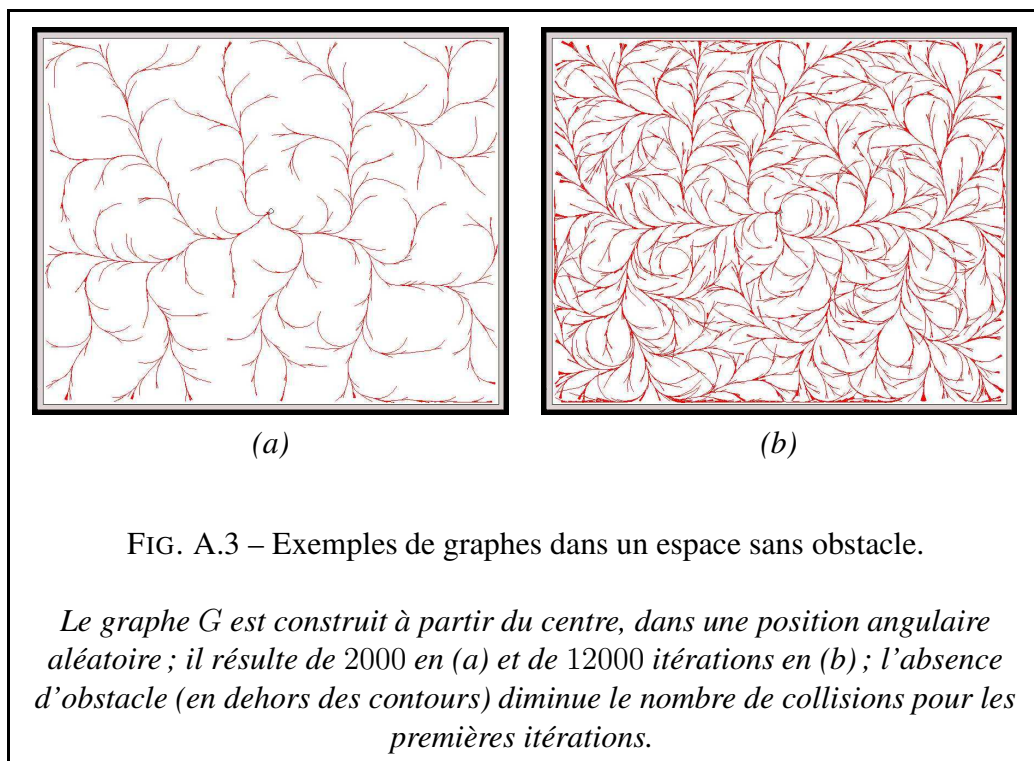 (a)
(b)
FIG. A.3 – Exemples de graphes dans un espace sans obstacle.
Le graphe G est construit à partir du centre, dans une position angulaire
aléatoire ; il résulte de 2000 en (a) et de 12000 itérations en (b) ; l'absence
d'obstacle (en dehors des contours) diminue le nombre de collisions pour les
premières itérations.